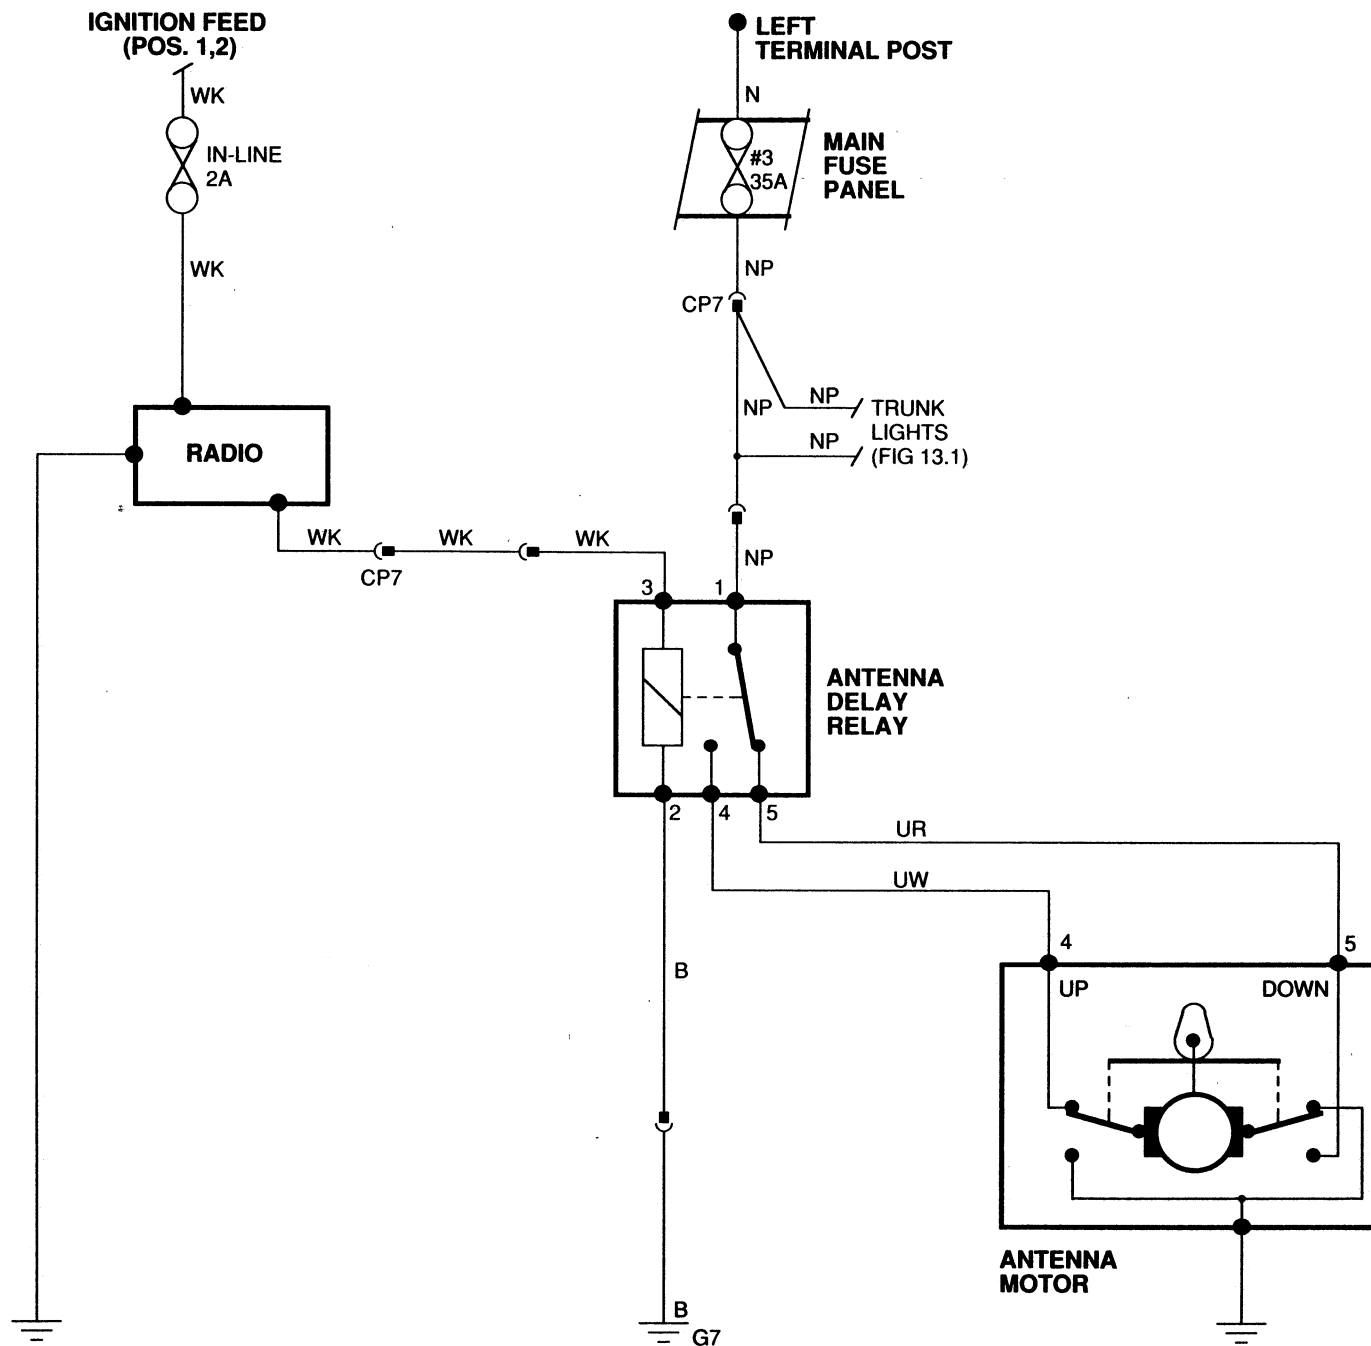 IGNITION FEED
(POS. 1,2)
WK
IN-LINE
2A
WK
RADIO
WK
CP7
WK
WK
LEFT
TERMINAL POST
N
#3
35A
MAIN
FUSE
PANEL
NP
CP7
NP
NP
NP
TRUNK
LIGHTS
(FIG 13.1)
NP
3
1
ANTENNA
DELAY
RELAY
2
4
5
UR
UW
B
4
5
UP
DOWN
ANTENNA
MOTOR
B
G7